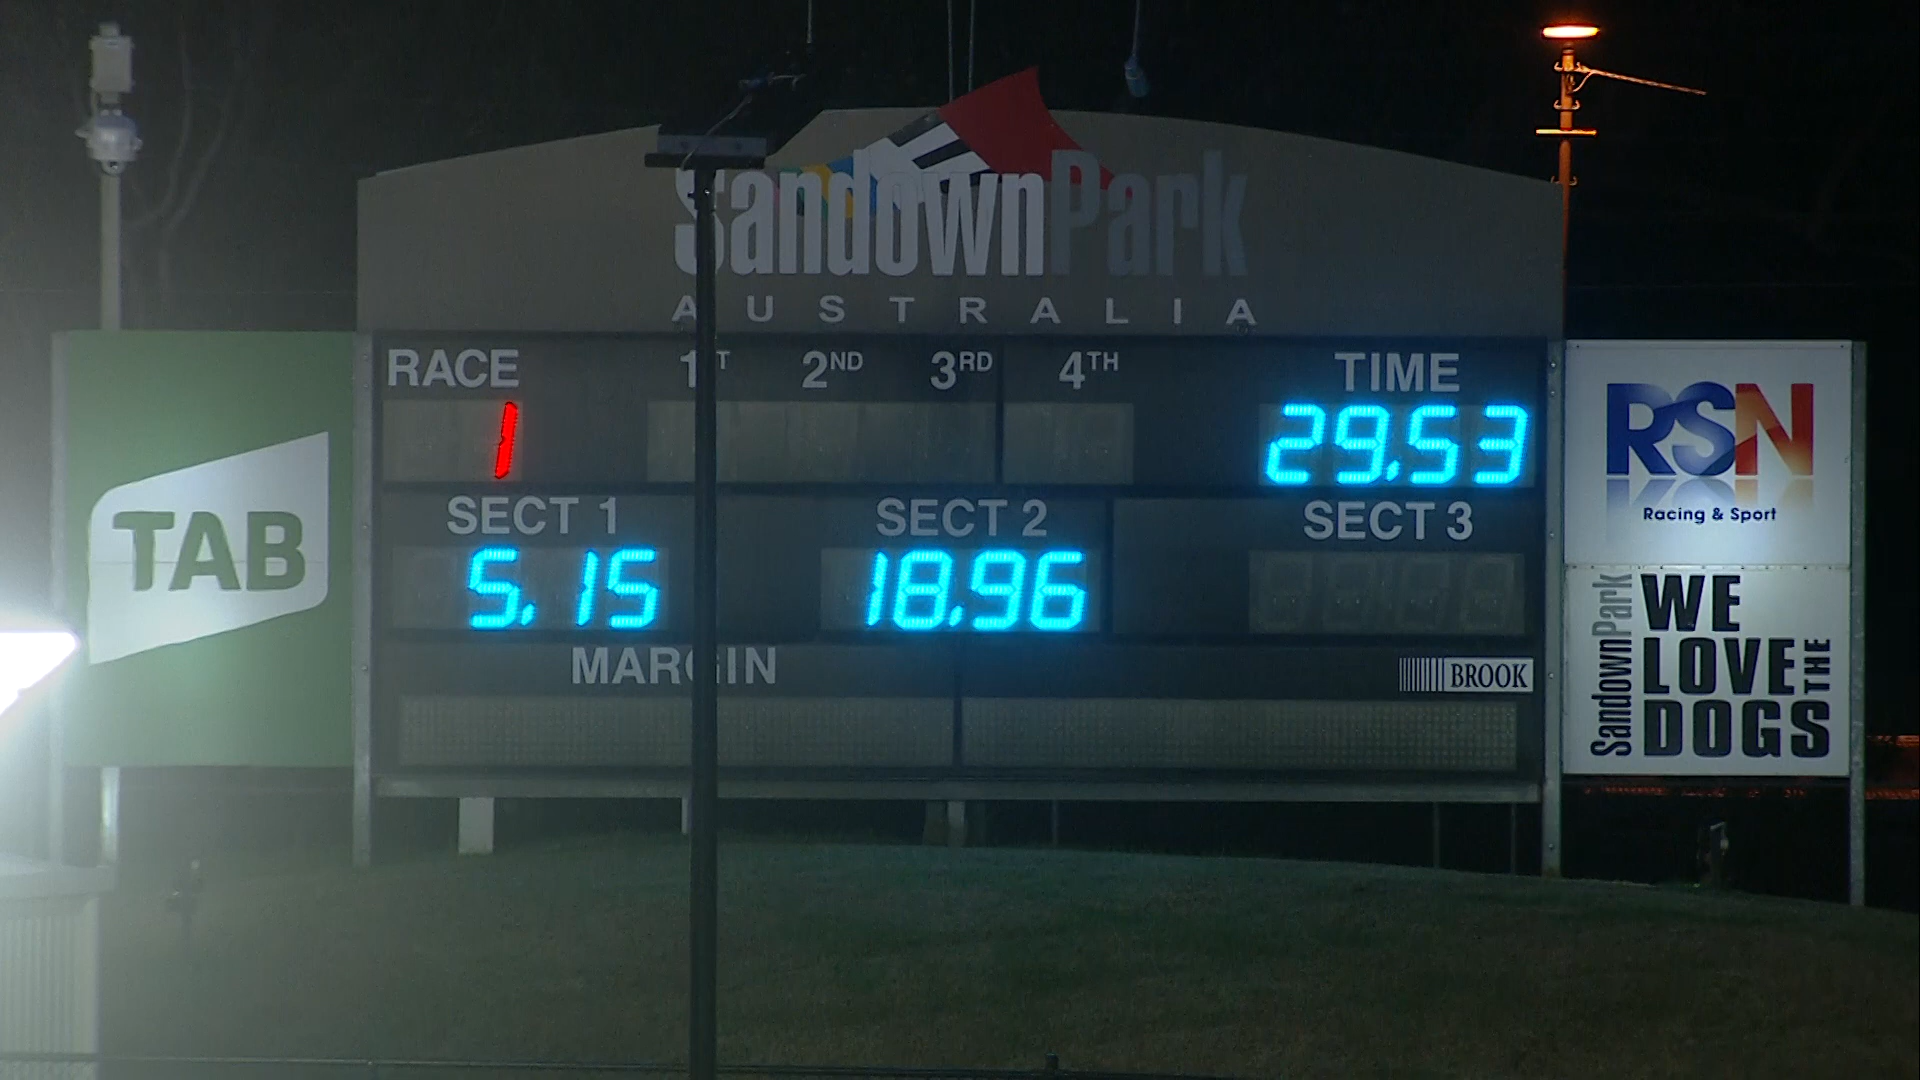 SandownPark
AUSTRALIA
RACE 1ST 2ND 3RD 4TH TIME
1 29.53
SECT 1 SECT 2 SECT 3
5.15 18.96
MARGIN
BROOK
TAB
RSN
Racing & Sport
SandownPark
WE
LOVE THE
DOGS